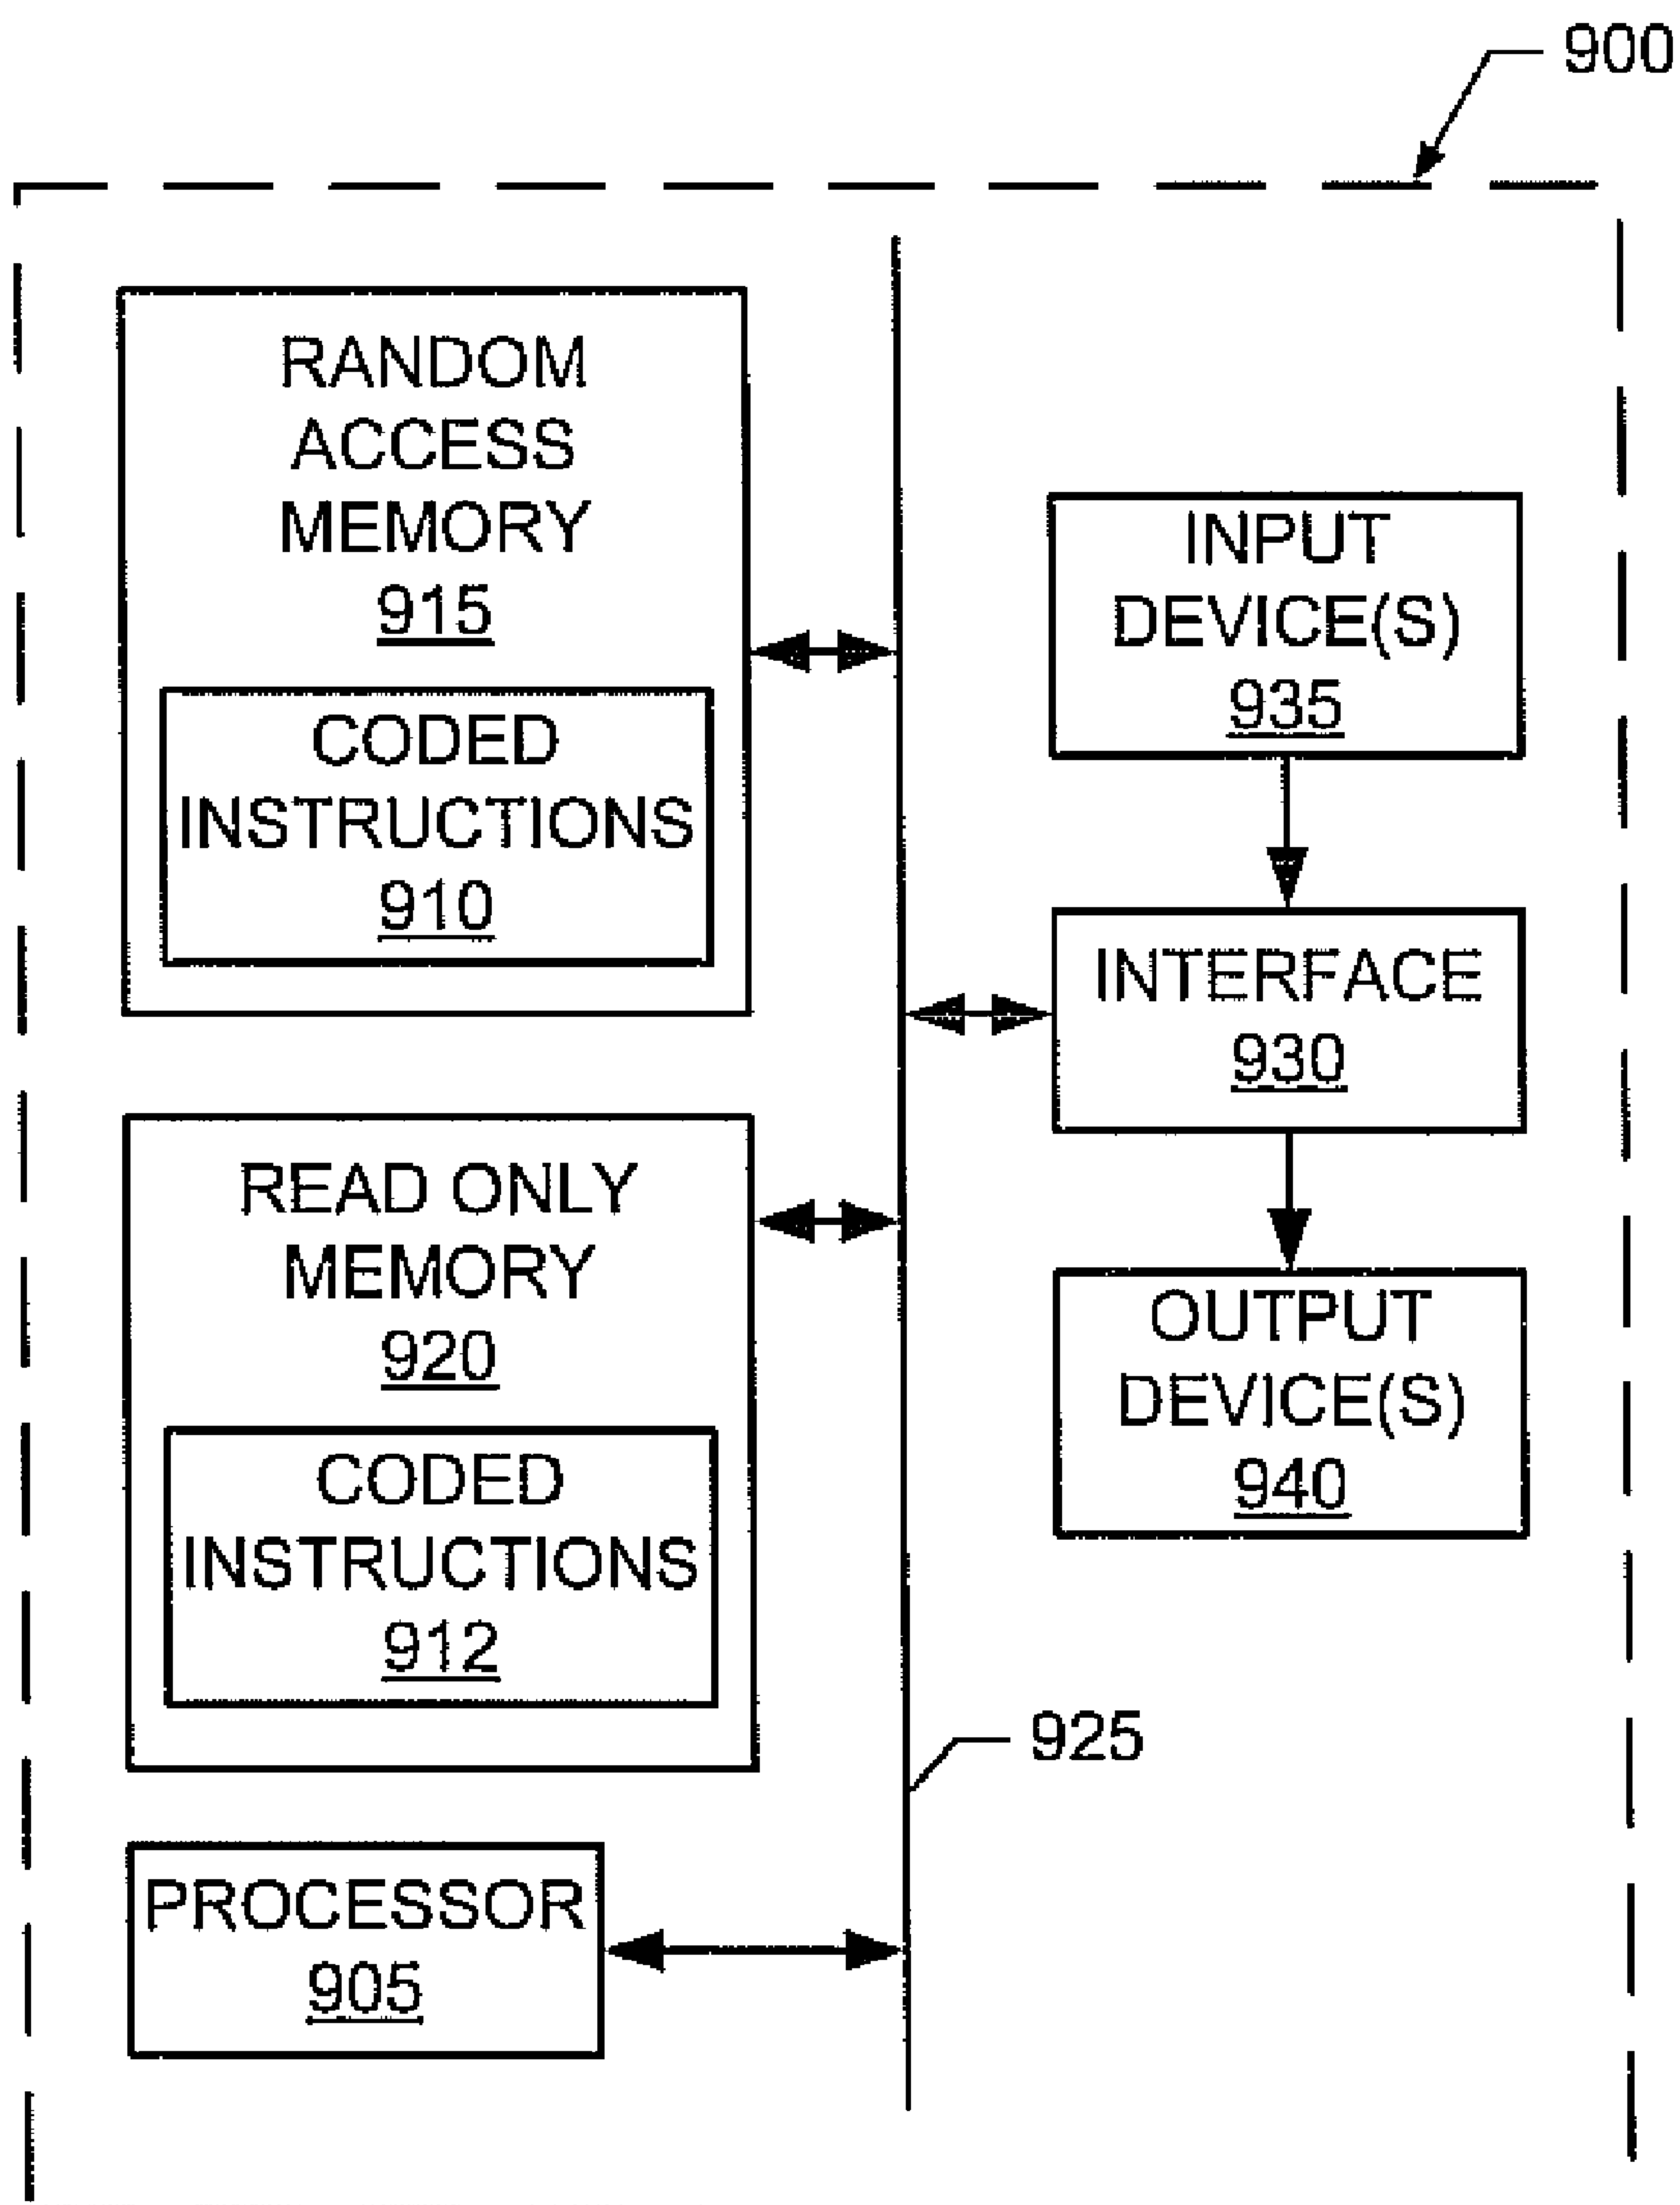 900
RANDOM
ACCESS
MEMORY
915
CODED
INSTRUCTIONS
910
READ ONLY
MEMORY
920
CODED
INSTRUCTIONS
912
PROCESSOR
905
INPUT
DEVICE(S)
935
INTERFACE
930
OUTPUT
DEVICE(S)
940
925